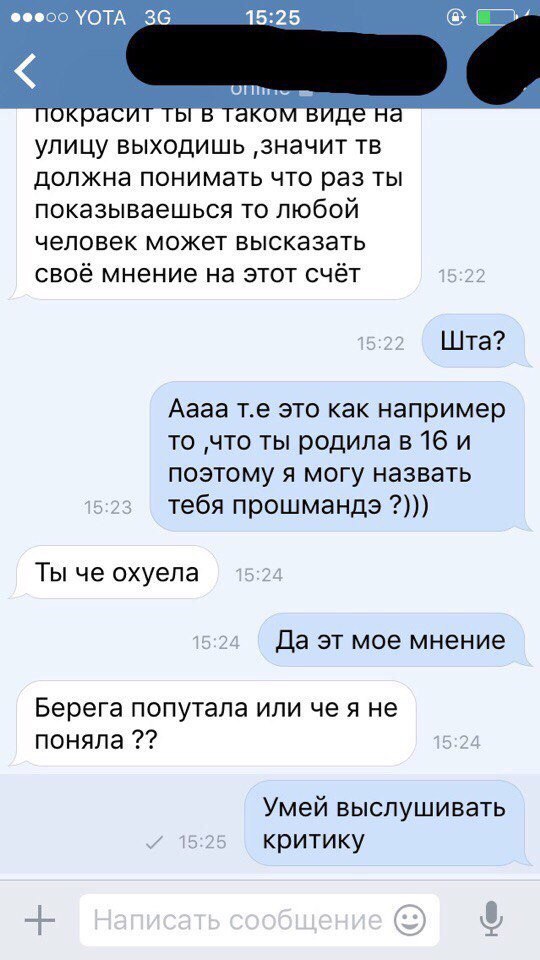 YOTA 3G 15:25
online
покрасит ты в таком виде на
улицу выходишь ,значит тв
должна понимать что раз ты
показываешься то любой
человек может высказать
своё мнение на этот счёт
15:22
15:22
Шта?
Аааа т.е это как например
то ,что ты родила в 16 и
поэтому я могу назвать
тебя прошмандэ ?)))
15:23
Ты че охуела
15:24
15:24
Да эт мое мнение
Берега попутала или че я не
поняла ??
15:24
Умей выслушивать
критику
15:25
Написать сообщение